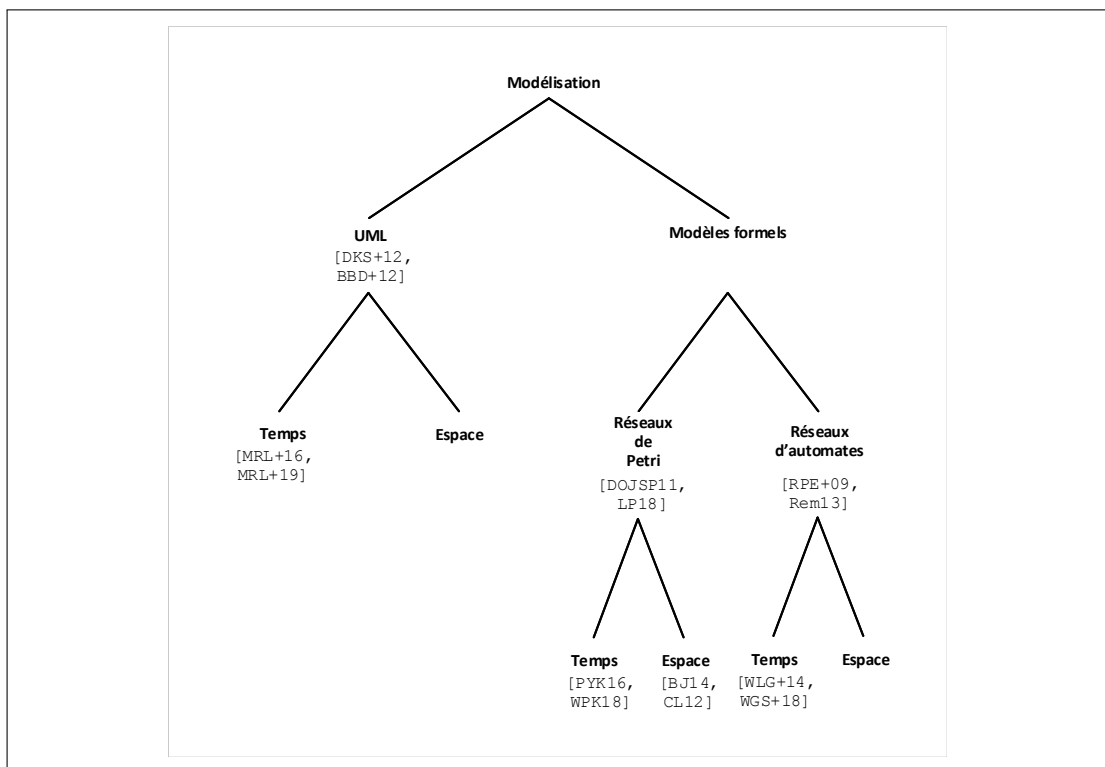 Modélisation
UML
[DKS+12,
BBD+12]
Modèles formels
Temps
[MRL+16,
MRL+19]
Espace
Réseaux
de
Petri
[DOJSP11,
LP18]
Réseaux
d'automates
[RPE+09,
Rem13]
Temps
[PYK16,
WPK18]
Espace
[BJ14,
CL12]
Temps
[WLG+14,
WGS+18]
Espace